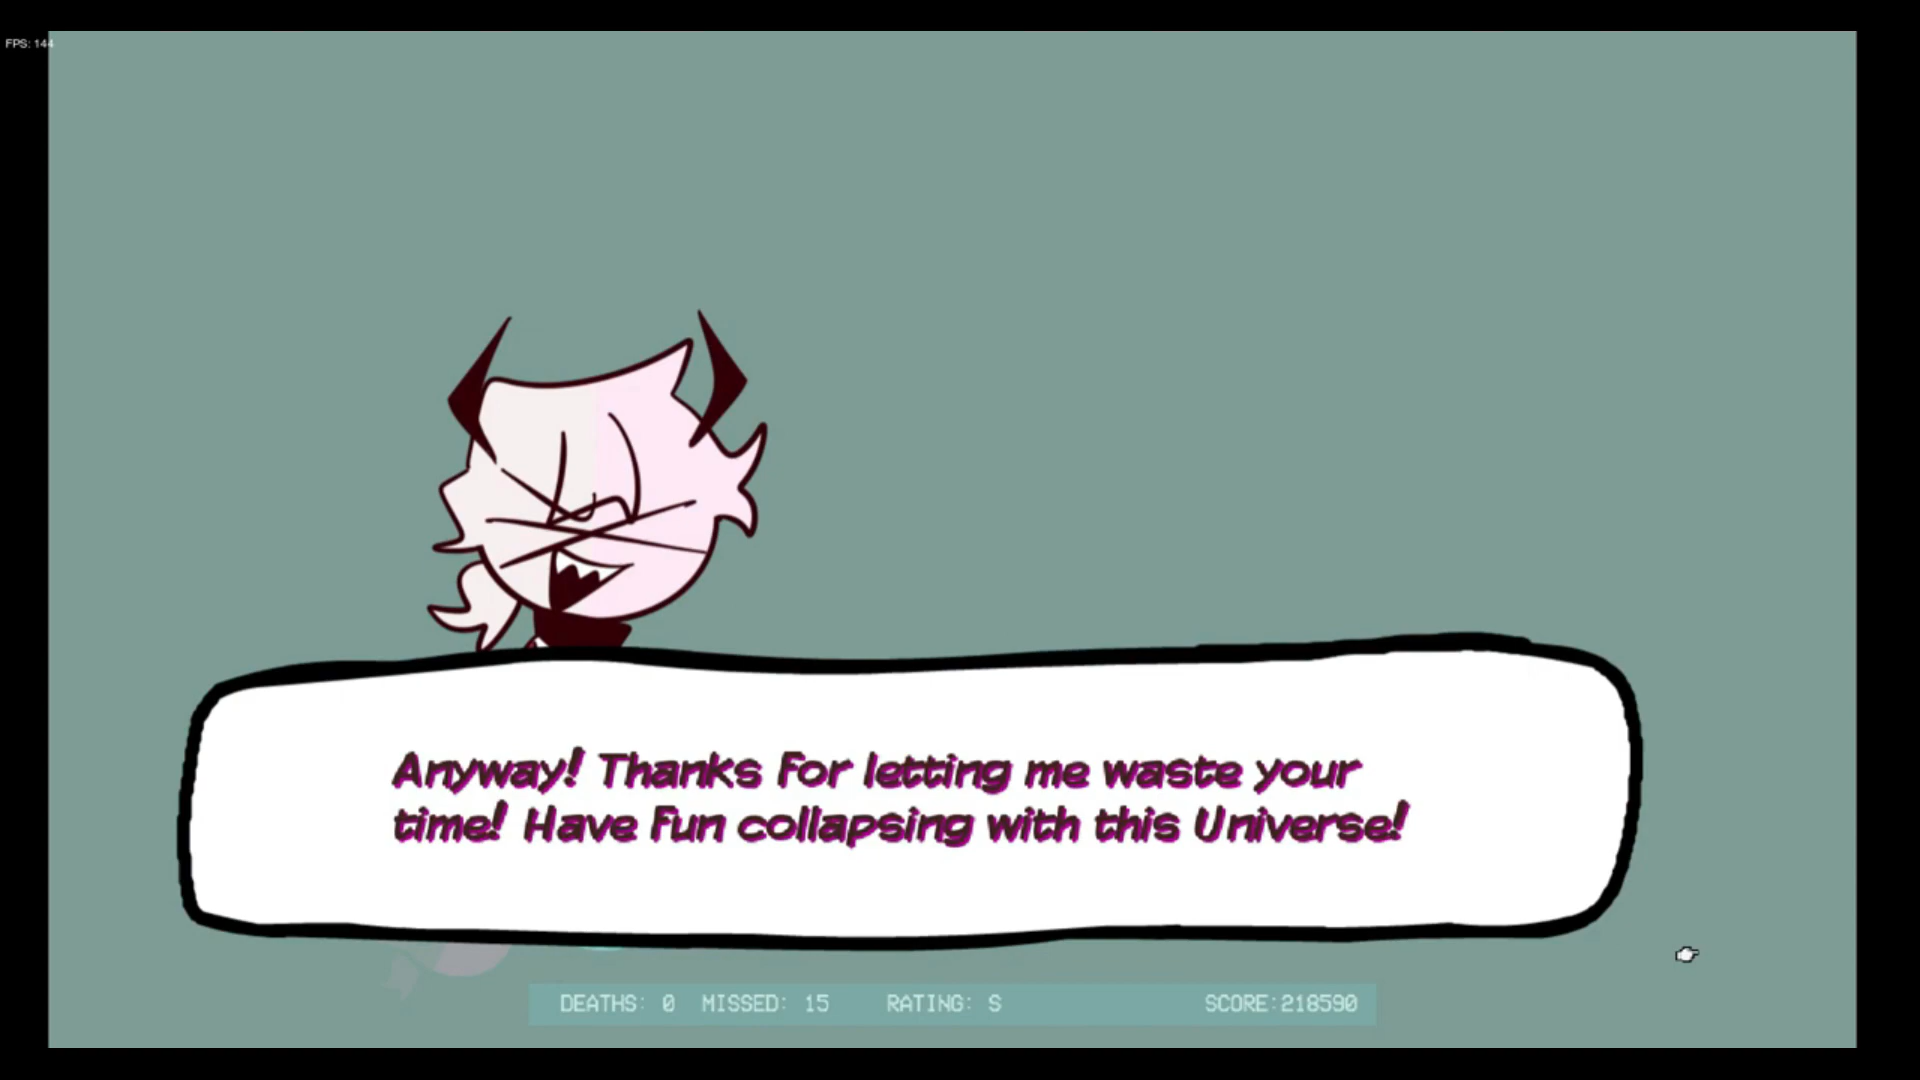 FPS: 144
Anyway! Thanks for letting me waste your
time! Have fun collapsing with this Universe!
DEATHS: 0 MISSED: 15 RATING: S SCORE:218590